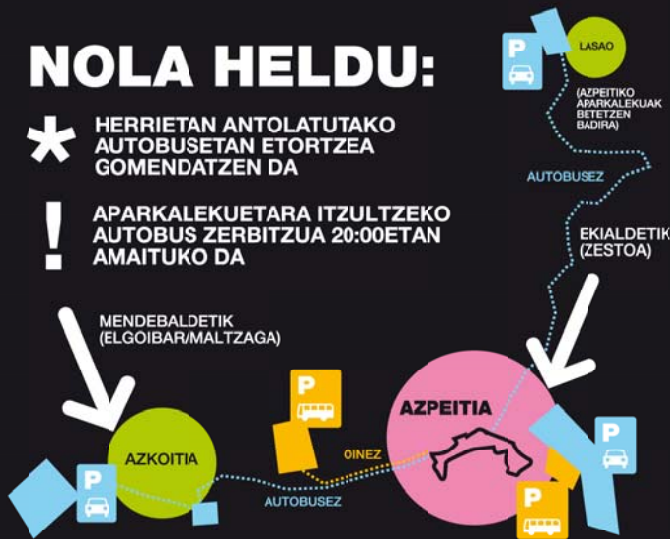 NOLA HELDU:
* HERRIETAN ANTOLATUTAKO
AUTOBUSETAN ETORTZEA
GOMENDATZEN DA
! APARKALEKUETARA ITZULTZEKO
AUTOBUS ZERBITZUA 20:00ETAN
AMAITUKO DA
P
LASAO
(AZPEITIKO
APARKALEKUAK
BETETZEN
BADIRA)
AUTOBUSEZ
EKIALDETIK
(ZESTOA)
MENDEBALDETIK
(ELGOIBAR/MALTZAGA)
P
AZPEITIA
P
AZKOITIA
OINEZ
P
AUTOBUSEZ
P